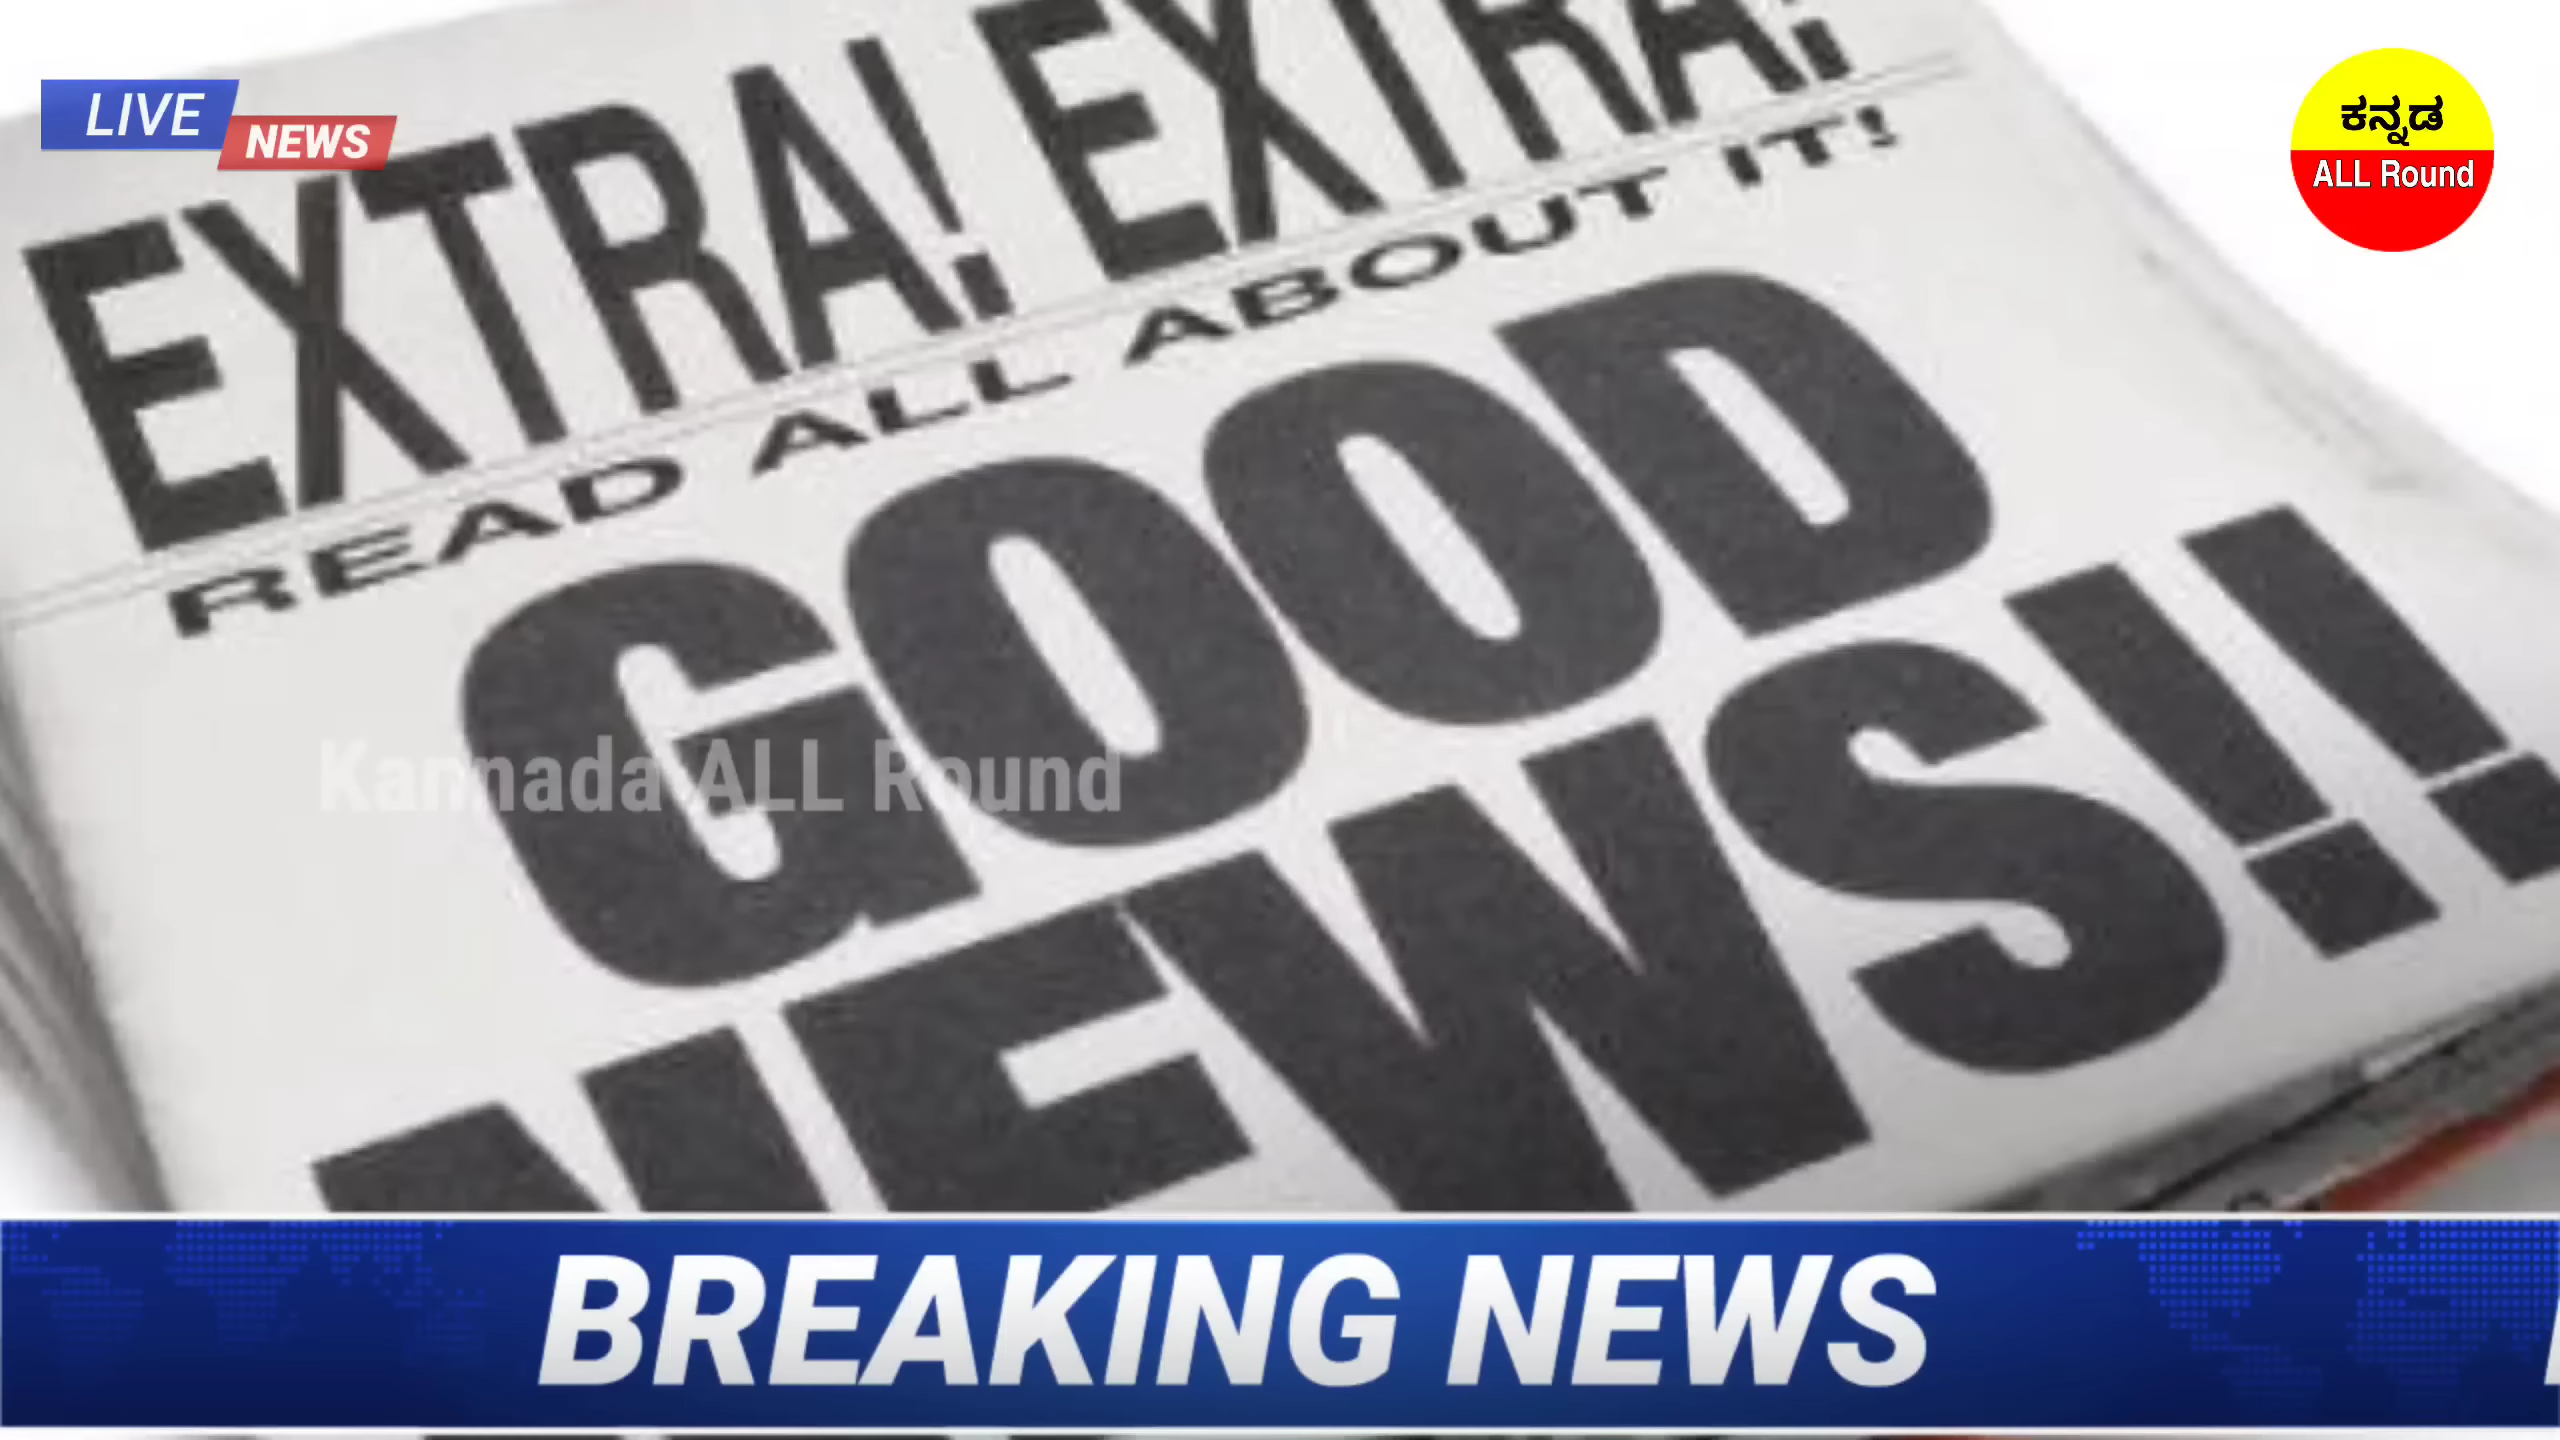 LIVE
NEWS
ಕನ್ನಡ
ALL Round
EXTRA! EXTRA!
READ ALL ABOUT IT!
GOOD
NEWS!!
Kannada ALL Round
BREAKING NEWS